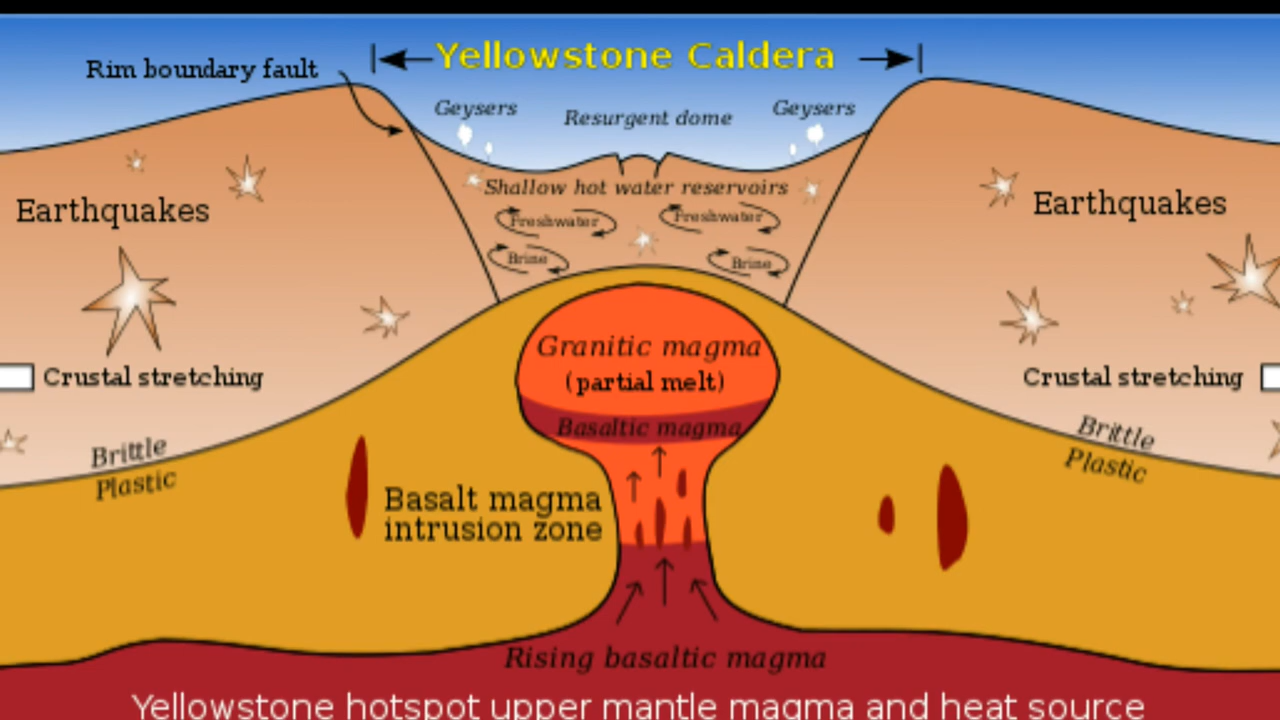 Yellowstone Caldera
Rim boundary fault
Geysers
Resurgent dome
Geysers
Shallow hot water reservoirs
Freshwater
Freshwater
Brine
Brine
Earthquakes
Earthquakes
Granitic magma
(partial melt)
Crustal stretching
Crustal stretching
Basaltic magma
Brittle
Plastic
Brittle
Plastic
Basalt magma
intrusion zone
Rising basaltic magma
Yellowstone hotspot upper mantle magma and heat source